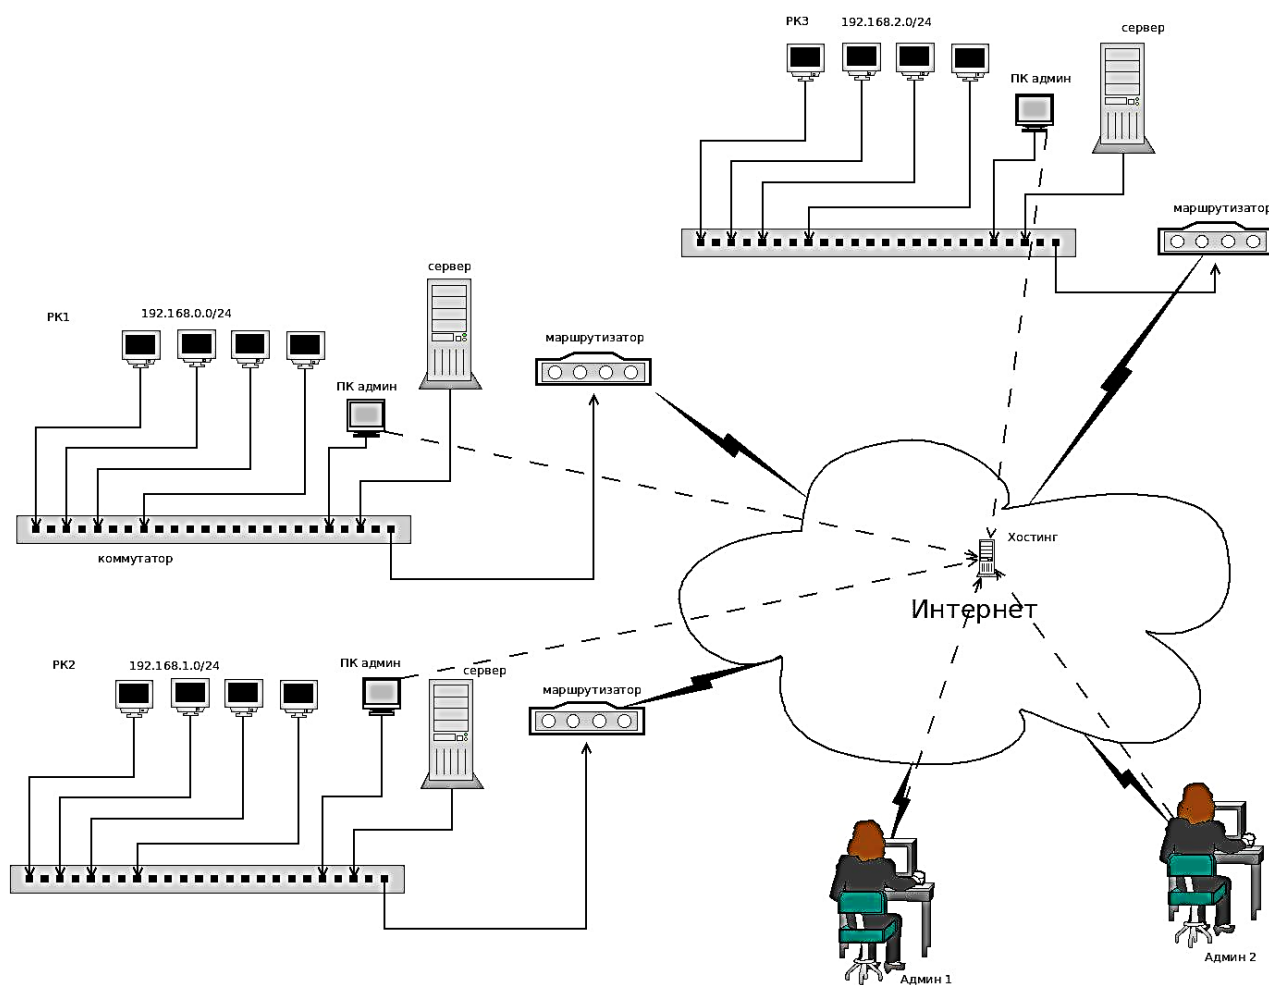 РК3 192.168.2.0/24
сервер
ПК админ
маршрутизатор
сервер
РК1 192.168.0.0/24
маршрутизатор
ПК админ
коммутатор
Хостинг
Интернет
РК2 192.168.1.0/24
ПК админ
сервер
маршрутизатор
Админ 1
Админ 2